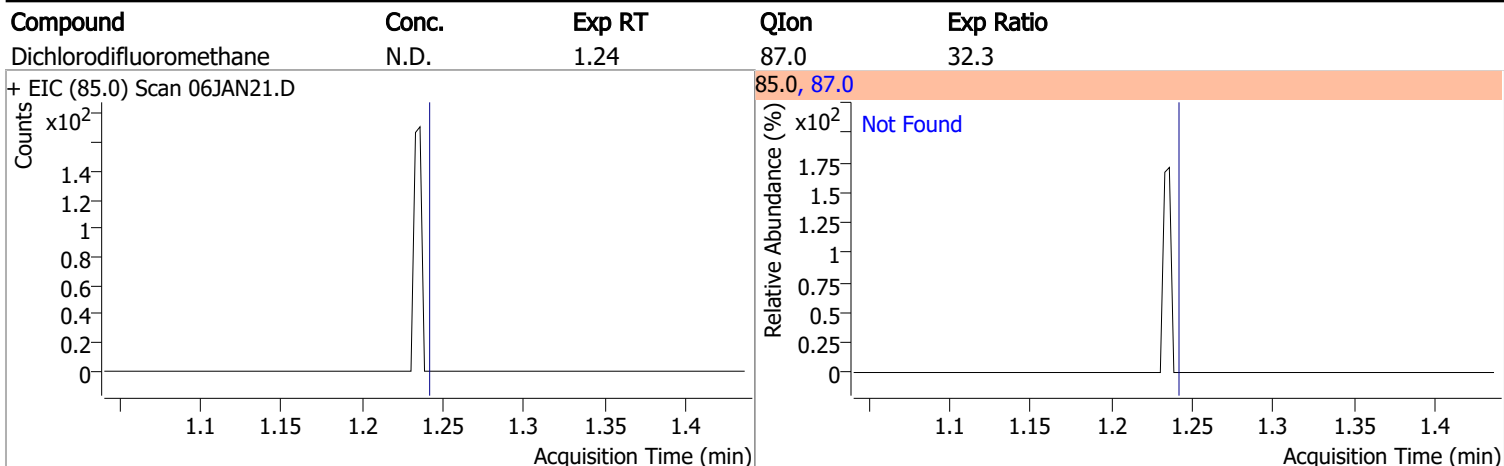 Compound Conc. Exp RT QIon Exp Ratio
Dichlorodifluoromethane N.D. 1.24 87.0 32.3
+ EIC (85.0) Scan 06JAN21.D
Counts
x10²
1.4
1.2
1
0.8
0.6
0.4
0.2
0
1.1 1.15 1.2 1.25 1.3 1.35 1.4
Acquisition Time (min)
85.0, 87.0
Relative Abundance (%)
x10²
Not Found
1.75
1.5
1.25
1
0.75
0.5
0.25
0
1.1 1.15 1.2 1.25 1.3 1.35 1.4
Acquisition Time (min)